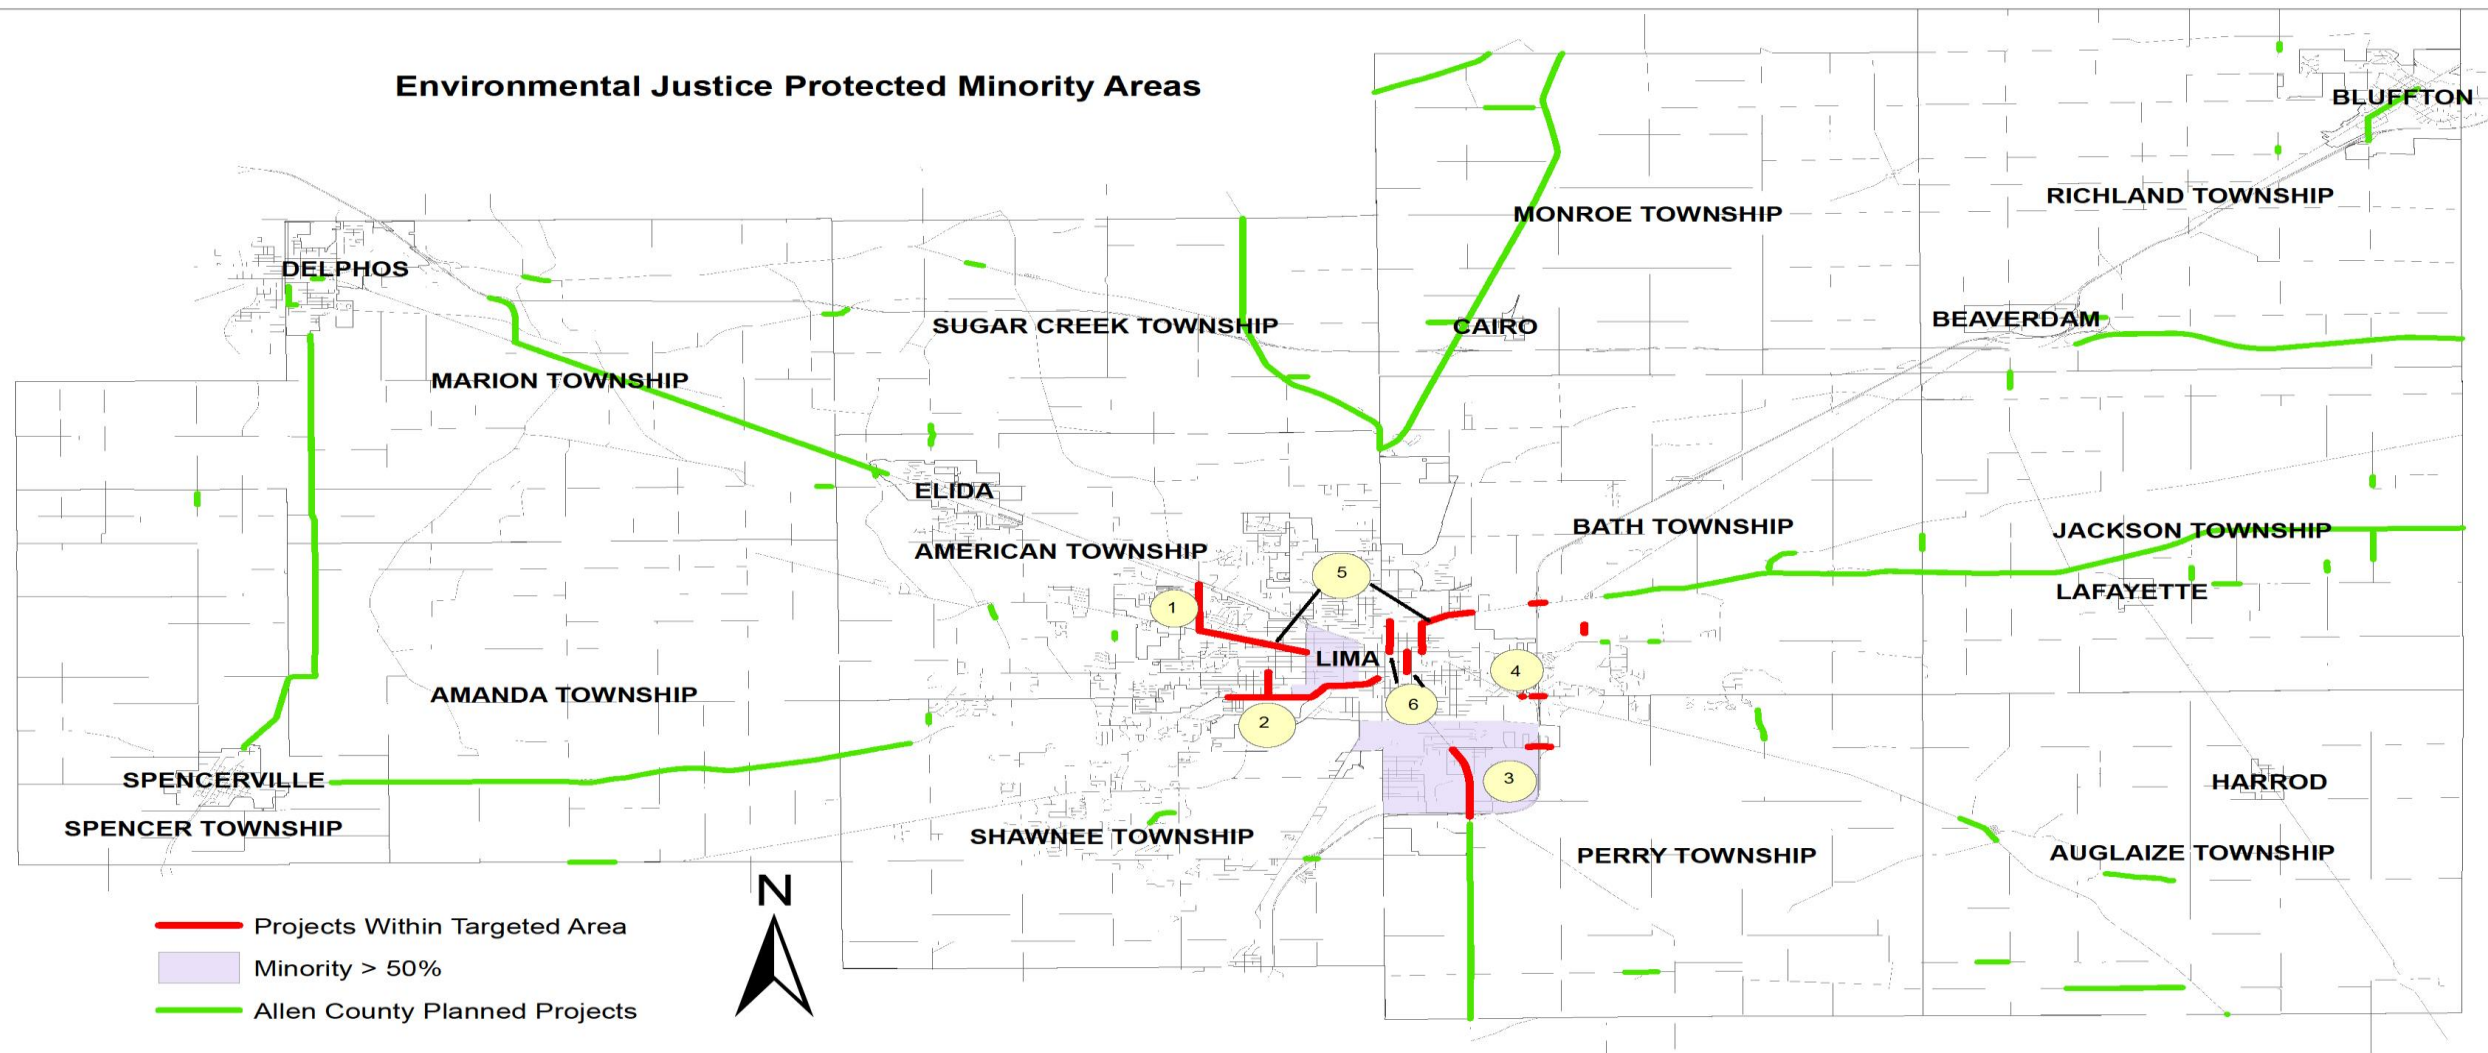 Environmental Justice Protected Minority Areas
BLUFFTON
RICHLAND TOWNSHIP
MONROE TOWNSHIP
DELPHOS
SUGAR CREEK TOWNSHIP
CAIRO
BEAVERDAM
MARION TOWNSHIP
ELIDA
BATH TOWNSHIP
JACKSON TOWNSHIP
AMERICAN TOWNSHIP
5
LAFAYETTE
1
LIMA
4
AMANDA TOWNSHIP
6
2
SPENCERVILLE
3
HARROD
SPENCER TOWNSHIP
SHAWNEE TOWNSHIP
PERRY TOWNSHIP
AUGLAIZE TOWNSHIP
N
Projects Within Targeted Area
Minority > 50%
Allen County Planned Projects